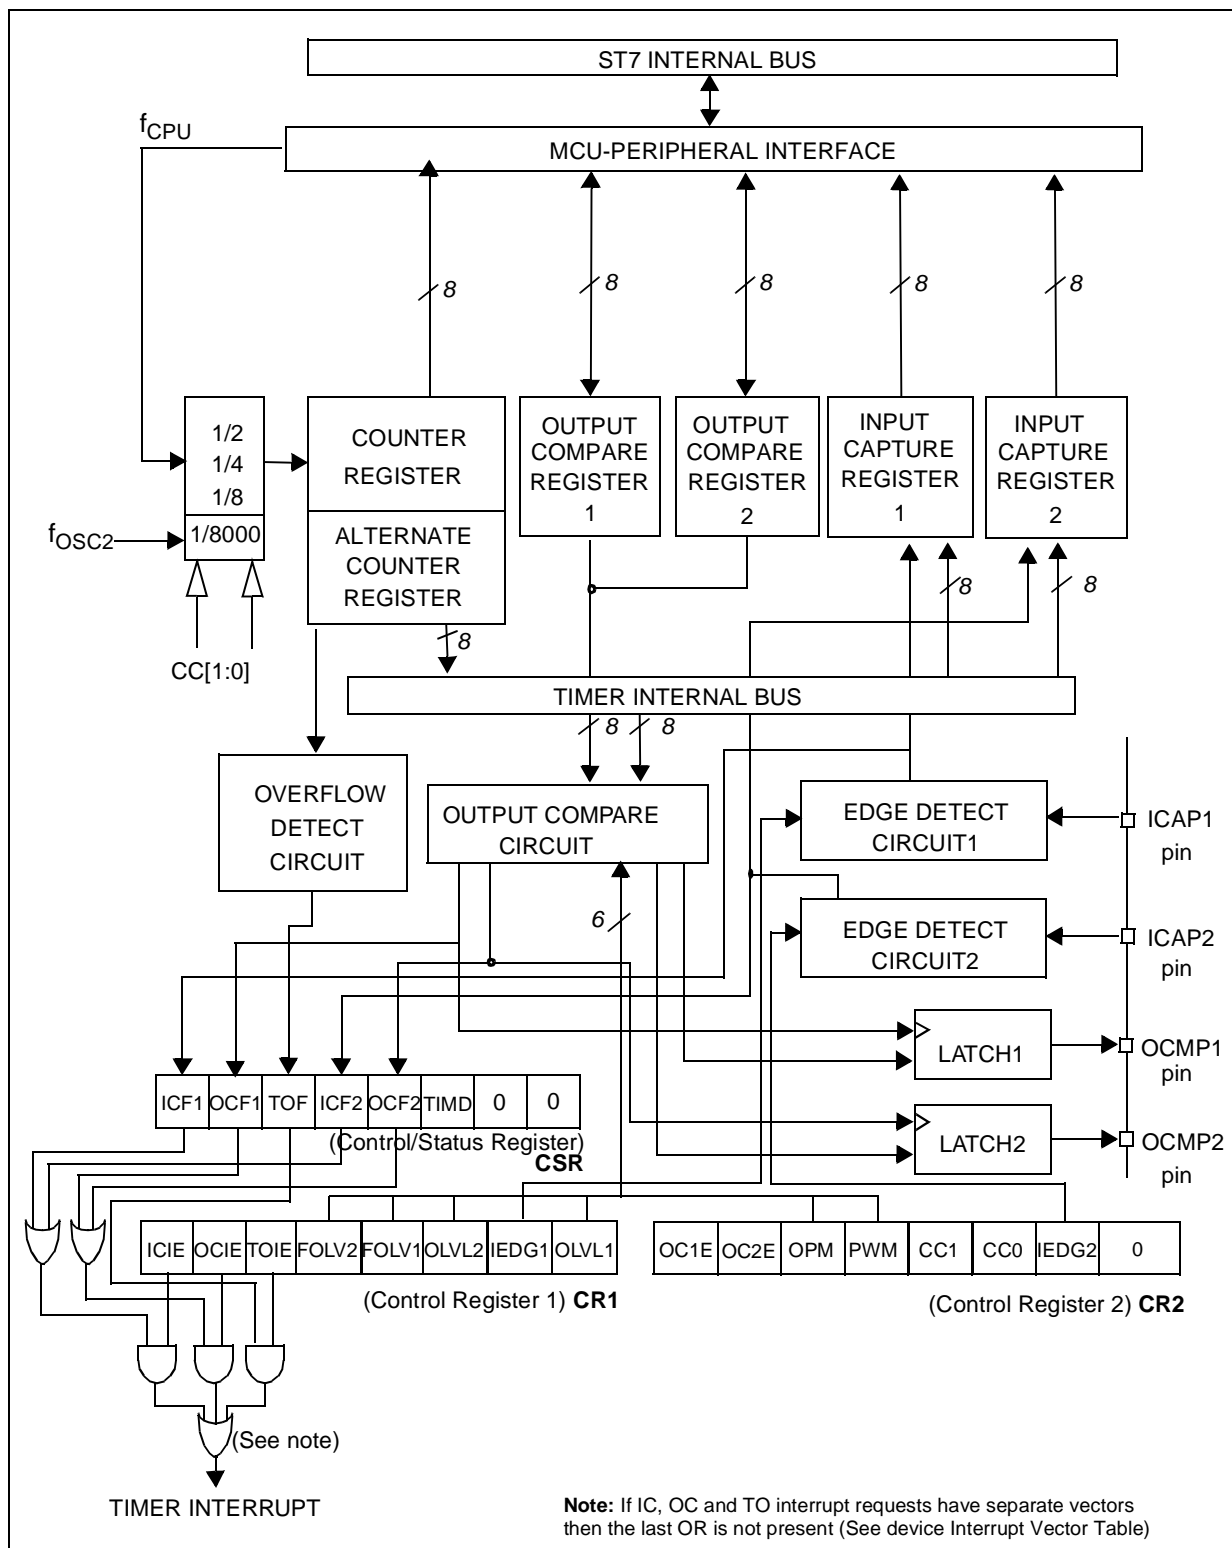 ST7 INTERNAL BUS
fCPU
MCU-PERIPHERAL INTERFACE
8
8
8
8
8
1/2
1/4
1/8
1/8000
fOSC2
CC[1:0]
COUNTER
REGISTER
ALTERNATE
COUNTER
REGISTER
OUTPUT
COMPARE
REGISTER
1
OUTPUT
COMPARE
REGISTER
2
INPUT
CAPTURE
REGISTER
1
INPUT
CAPTURE
REGISTER
2
8
8
8
TIMER INTERNAL BUS
8
8
OVERFLOW
DETECT
CIRCUIT
OUTPUT COMPARE
CIRCUIT
6
EDGE DETECT
CIRCUIT1
ICAP1
pin
EDGE DETECT
CIRCUIT2
ICAP2
pin
LATCH1
OCMP1
pin
LATCH2
OCMP2
pin
ICF1 OCF1 TOF ICF2 OCF2 TIMD 0 0
(Control/Status Register)
CSR
ICIE OCIE TOIE FOLV2 FOLV1 OLVL2 IEDG1 OLVL1
(Control Register 1) CR1
OC1E OC2E OPM PWM CC1 CC0 IEDG2 0
(Control Register 2) CR2
(See note)
TIMER INTERRUPT
Note: If IC, OC and TO interrupt requests have separate vectors
then the last OR is not present (See device Interrupt Vector Table)